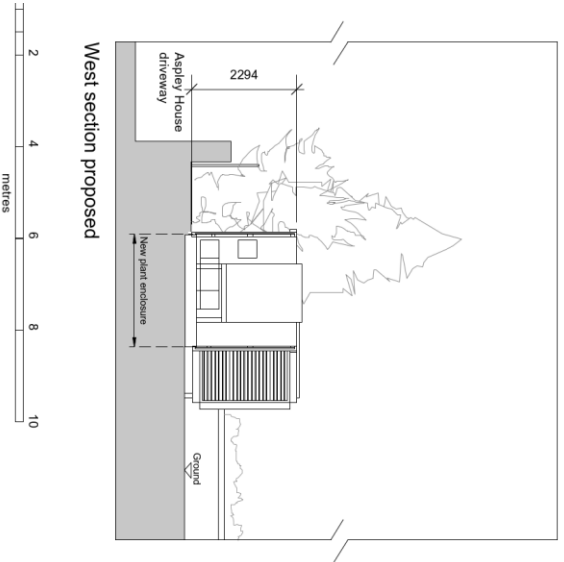 West section proposed
Aspley House
driveway
2294
New plant enclosure
Ground
2
4
6
8
10
metres